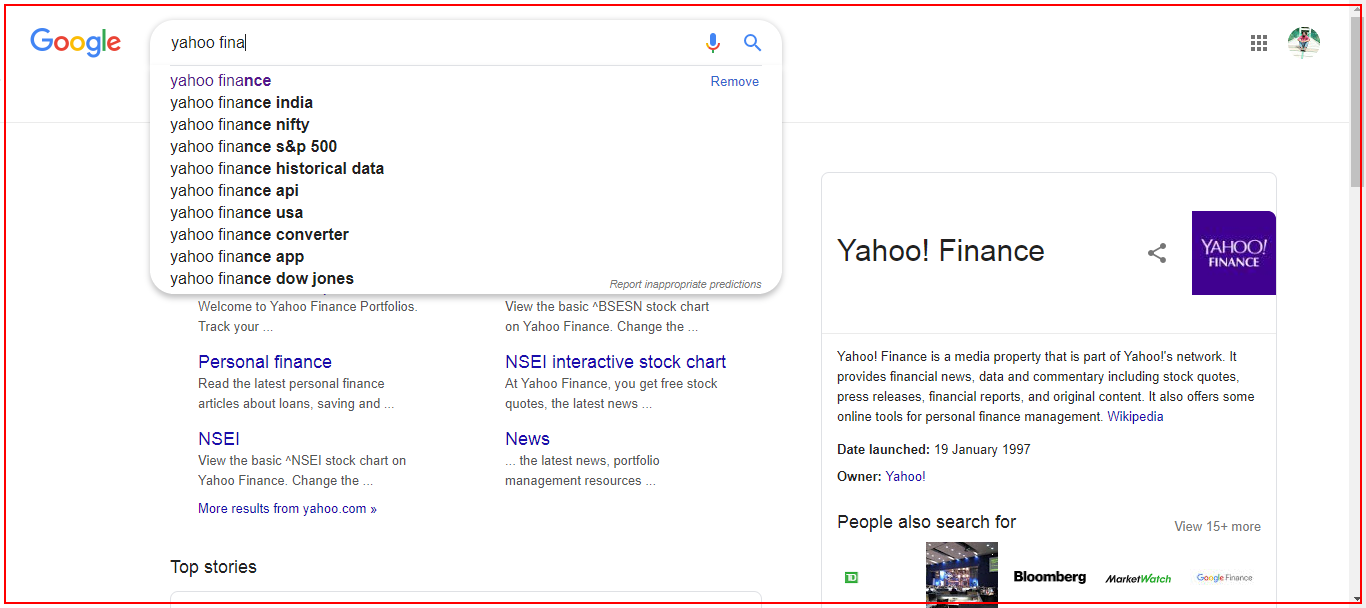 Google
yahoo fina
yahoo finance
Remove
yahoo finance india
yahoo finance nifty
yahoo finance s&p 500
yahoo finance historical data
yahoo finance api
yahoo finance usa
yahoo finance converter
yahoo finance app
yahoo finance dow jones
Report inappropriate predictions
Welcome to Yahoo Finance Portfolios.
Track your ...
View the basic ^BSESN stock chart
on Yahoo Finance. Change the ...
Personal finance
Read the latest personal finance
articles about loans, saving and ...
NSEI interactive stock chart
At Yahoo Finance, you get free stock
quotes, the latest news ...
NSEI
View the basic ^NSEI stock chart on
Yahoo Finance. Change the ...
News
... the latest news, portfolio
management resources ...
More results from yahoo.com »
Top stories
Yahoo! Finance
YAHOO!
FINANCE
Yahoo! Finance is a media property that is part of Yahoo!'s network. It
provides financial news, data and commentary including stock quotes,
press releases, financial reports, and original content. It also offers some
online tools for personal finance management. Wikipedia
Date launched: 19 January 1997
Owner: Yahoo!
People also search for
View 15+ more
TD
Bloomberg
MarketWatch
Google Finance